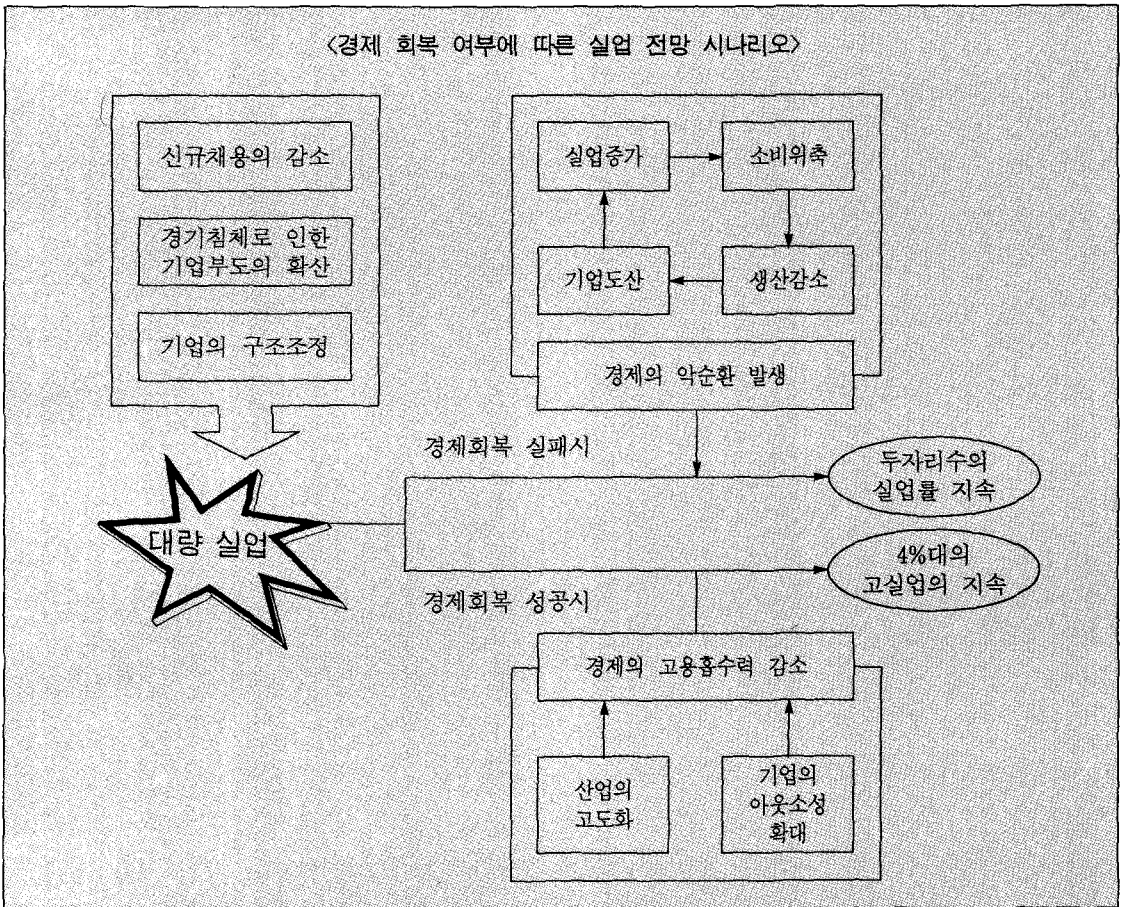 <경제 회복 여부에 따른 실업 전망 시나리오>
신규채용의 감소
경기침체로 인한
기업부도의 확산
기업의 구조조정
대량 실업
실업증가
소비위축
기업도산
생산감소
경제의 악순환 발생
경제회복 실패시
두자리수의
실업률 지속
4%대의
고실업의 지속
경제회복 성공시
경제의 고용흡수력 감소
산업의
고도화
기업의
아웃소성
확대